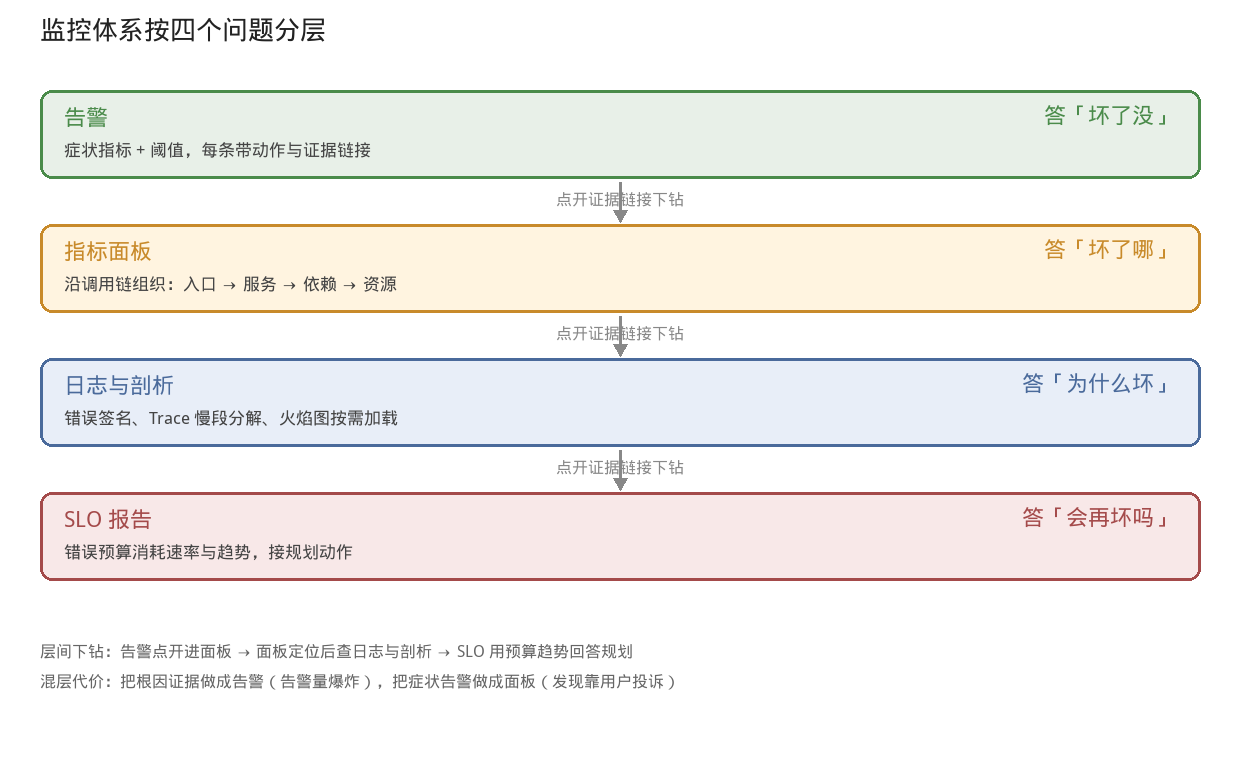 监控体系按四个问题分层
告警
答「坏了没」
症状指标 + 阈值，每条带动作与证据链接
点开证据链接下钻
指标面板
答「坏了哪」
沿调用链组织：入口 → 服务 → 依赖 → 资源
点开证据链接下钻
日志与剖析
答「为什么坏」
错误签名、Trace 慢段分解、火焰图按需加载
点开证据链接下钻
SLO 报告
答「会再坏吗」
错误预算消耗速率与趋势，接规划动作
层间下钻：告警点开进面板 → 面板定位后查日志与剖析 → SLO 用预算趋势回答规划
混层代价：把根因证据做成告警（告警量爆炸），把症状告警做成面板（发现靠用户投诉）